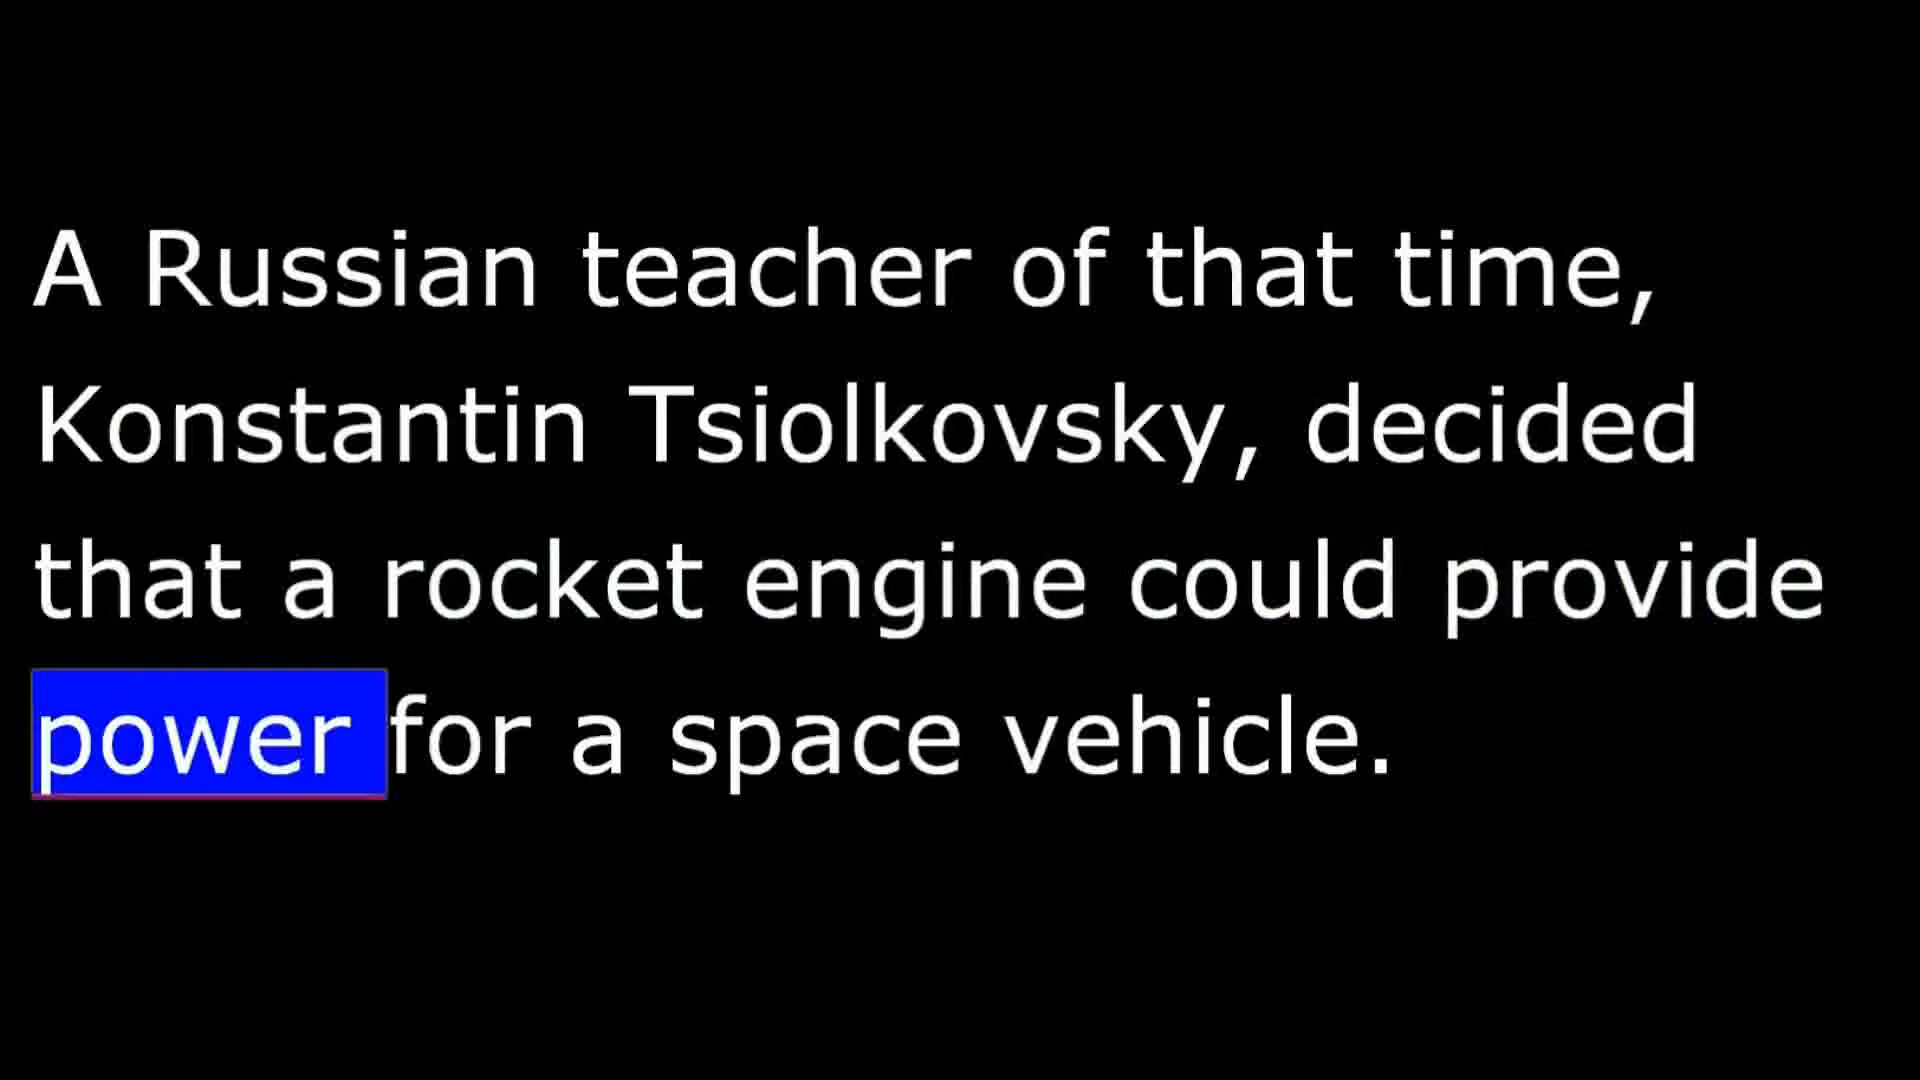 A Russian teacher of that time,
Konstantin Tsiolkovsky, decided
that a rocket engine could provide
power for a space vehicle.